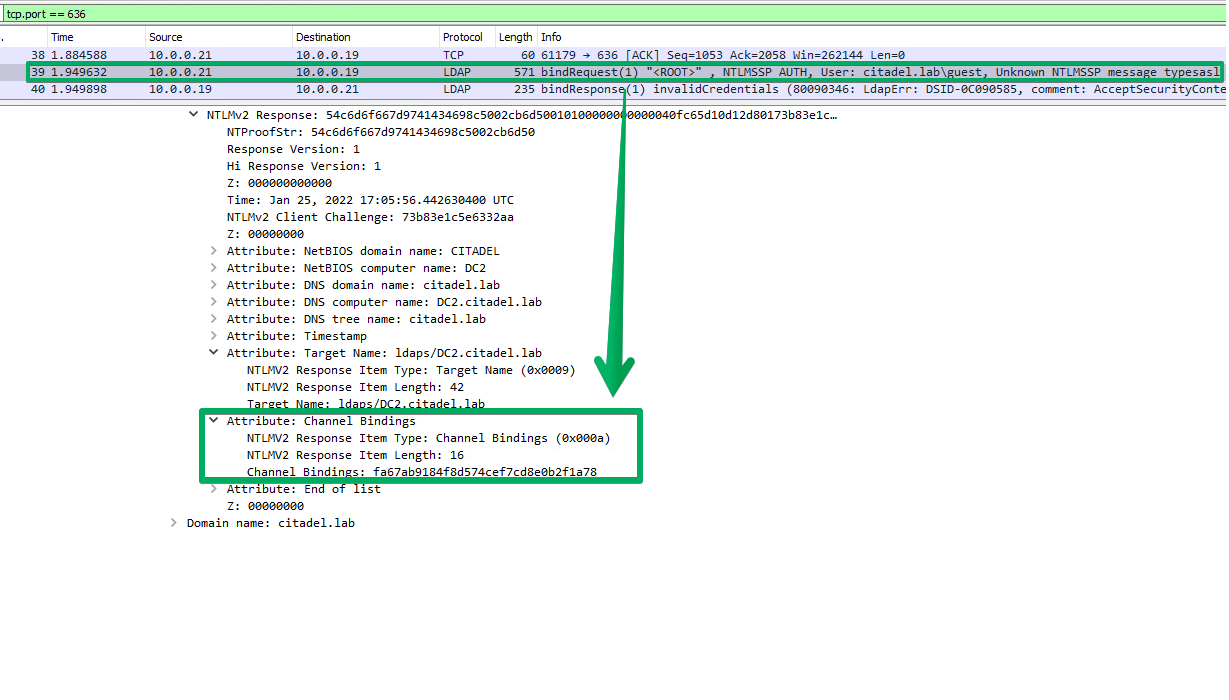 tcp.port == 636
. Time Source Destination Protocol Length Info
38 1.884588 10.0.0.21 10.0.0.19 TCP 60 61179 → 636 [ACK] Seq=1053 Ack=2058 Win=262144 Len=0
39 1.949632 10.0.0.21 10.0.0.19 LDAP 571 bindRequest(1) "<ROOT>" , NTLMSSP_AUTH, User: citadel.lab\guest, Unknown NTLMSSP message typesasl
40 1.949898 10.0.0.19 10.0.0.21 LDAP 235 bindResponse(1) invalidCredentials (80090346: LdapErr: DSID-0C090585, comment: AcceptSecurityConte
NTLMv2 Response: 54c6d6f667d9741434698c5002cb6d5001010000000000000040fc65d10d12d80173b83e1c…
NTProofStr: 54c6d6f667d9741434698c5002cb6d50
Response Version: 1
Hi Response Version: 1
Z: 000000000000
Time: Jan 25, 2022 17:05:56.442630400 UTC
NTLMv2 Client Challenge: 73b83e1c5e6332aa
Z: 00000000
Attribute: NetBIOS domain name: CITADEL
Attribute: NetBIOS computer name: DC2
Attribute: DNS domain name: citadel.lab
Attribute: DNS computer name: DC2.citadel.lab
Attribute: DNS tree name: citadel.lab
Attribute: Timestamp
Attribute: Target Name: ldaps/DC2.citadel.lab
NTLMV2 Response Item Type: Target Name (0x0009)
NTLMV2 Response Item Length: 42
Target Name: ldaps/DC2.citadel.lab
Attribute: Channel Bindings
NTLMV2 Response Item Type: Channel Bindings (0x000a)
NTLMV2 Response Item Length: 16
Channel Bindings: fa67ab9184f8d574cef7cd8e0b2f1a78
Attribute: End of list
Z: 00000000
Domain name: citadel.lab